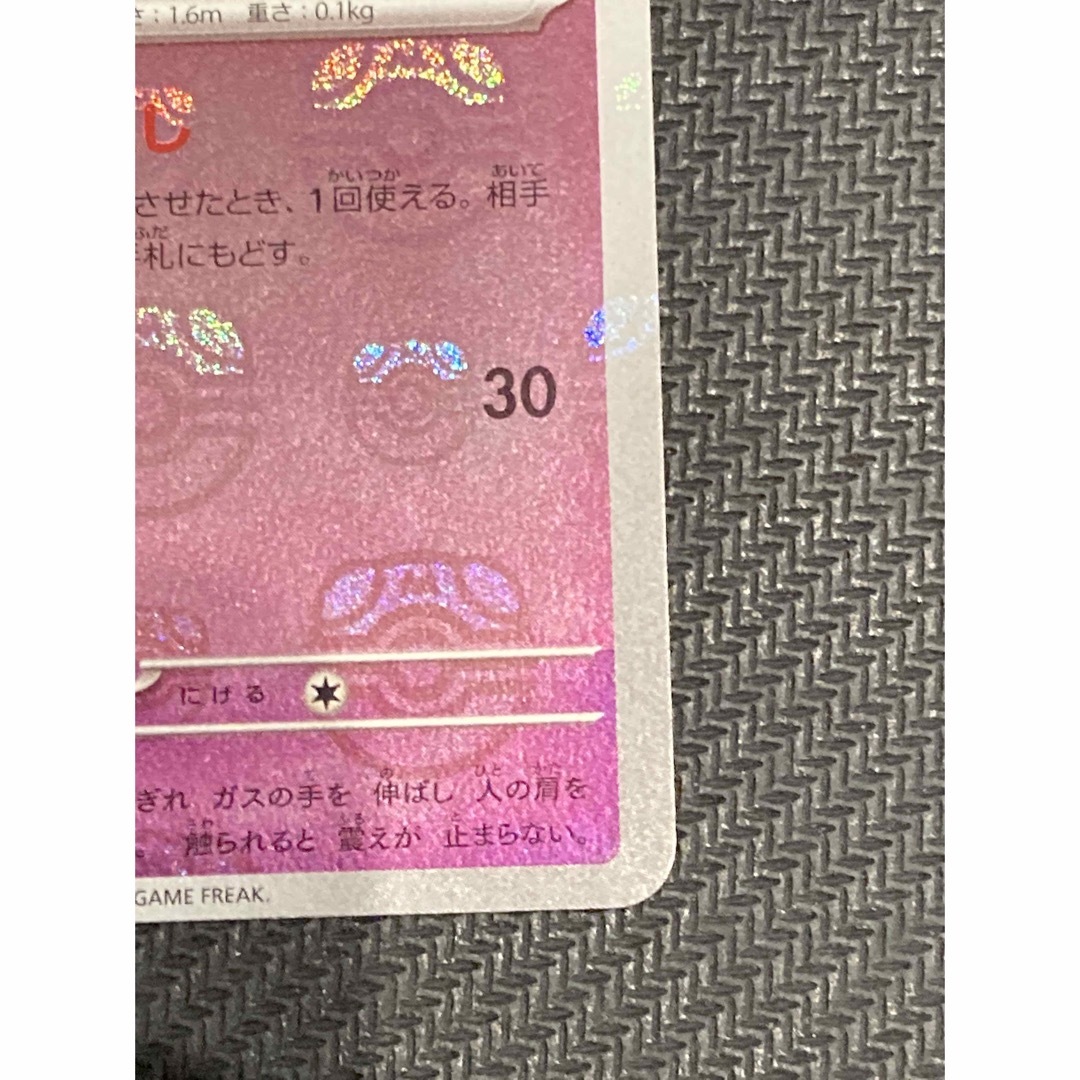 さ：1.6m 重さ：0.1kg
し
させたとき、1回使える。相手
札にもどす。
30
にげる
ぎれ ガスの手を 伸ばし 人の肩を
。 触られると 震えが 止まらない。
GAME FREAK.